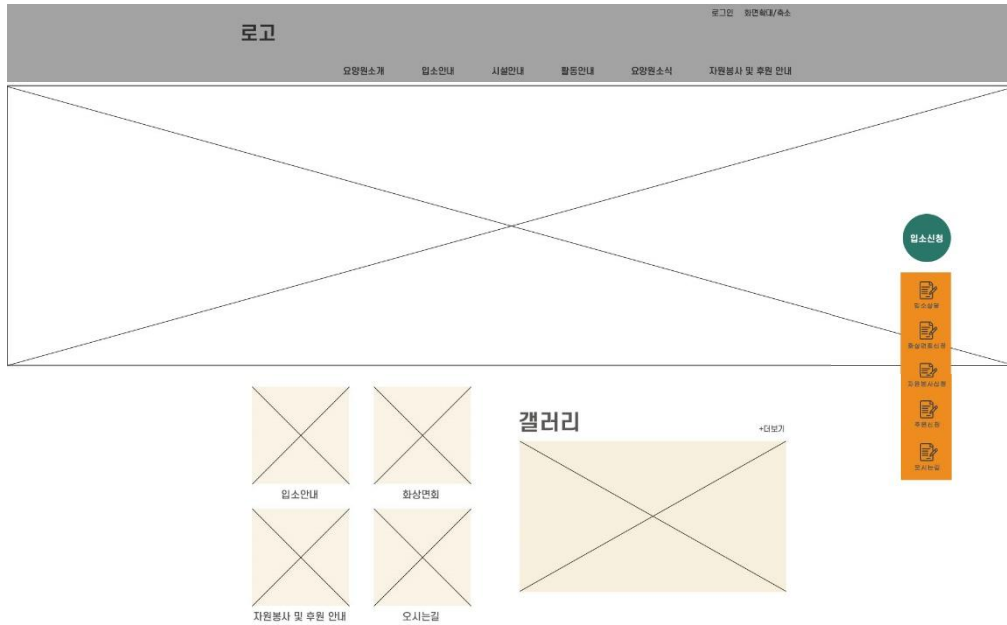 로그인 화면확대/축소
로고
요양원소개 입소안내 시설안내 활동안내 요양원소식 자원봉사 및 후원 안내
입소신청
입소상담
화상면회신청
자원봉사신청
후원신청
오시는길
갤러리
+더보기
입소안내 화상면회
자원봉사 및 후원 안내 오시는길